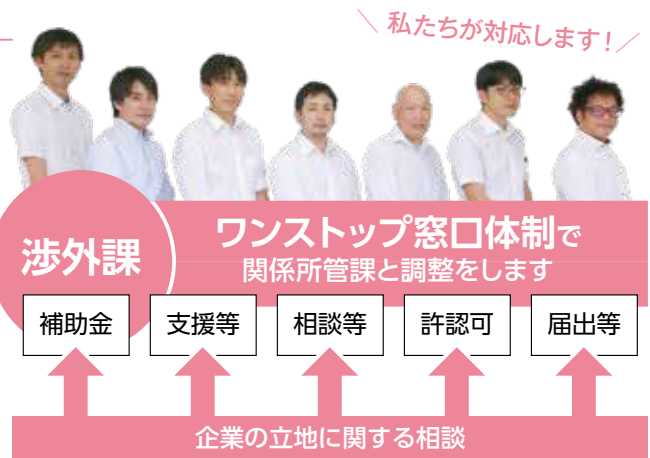 私たちが対応します!
渉外課
ワンストップ窓口体制で
関係所管課と調整をします
補助金
支援等
相談等
許認可
届出等
企業の立地に関する相談